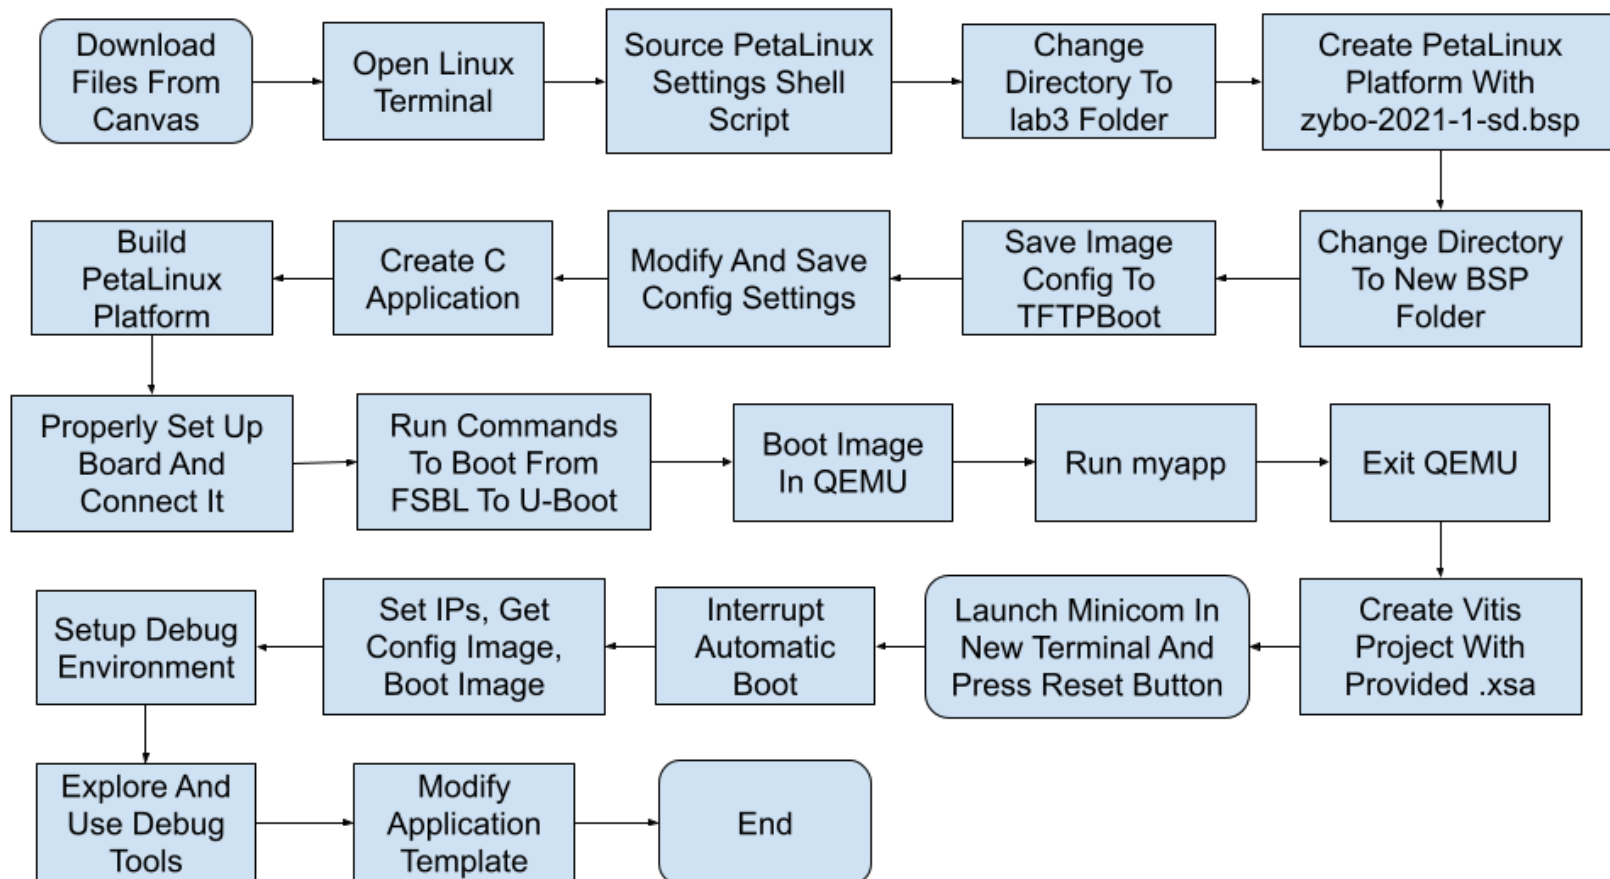 Download
Files From
Canvas
Open Linux
Terminal
Source PetaLinux
Settings Shell
Script
Change
Directory To
lab3 Folder
Create PetaLinux
Platform With
zybo-2021-1-sd.bsp
Change Directory
To New BSP
Folder
Save Image
Config To
TFTPBoot
Modify And Save
Config Settings
Create C
Application
Build
PetaLinux
Platform
Properly Set Up
Board And
Connect It
Run Commands
To Boot From
FSBL To U-Boot
Boot Image
In QEMU
Run myapp
Exit QEMU
Create Vitis
Project With
Provided .xsa
Launch Minicom In
New Terminal And
Press Reset Button
Interrupt
Automatic
Boot
Set IPs, Get
Config Image,
Boot Image
Setup Debug
Environment
Explore And
Use Debug
Tools
Modify
Application
Template
End